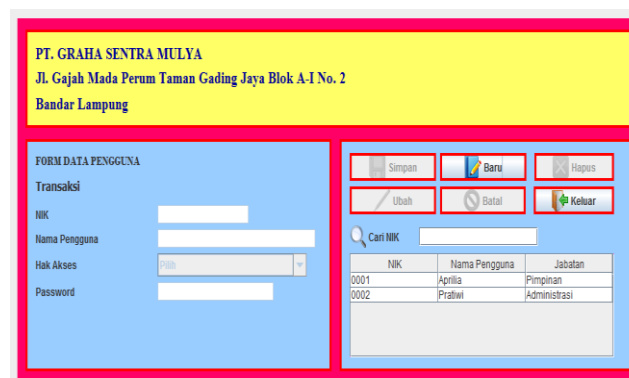 PT. GRAHA SENTRA MULYA
Jl. Gajah Mada Perum Taman Gading Jaya Blok A-I No. 2
Bandar Lampung
FORM DATA PENGGUNA
Transaksi
NIK
Nama Pengguna
Hak Akses Pilih
Password
Simpan Baru Hapus
Ubah Batal Keluar
Cari NIK
NIK Nama Pengguna Jabatan
0001 Aprilia Pimpinan
0002 Pratiwi Administrasi